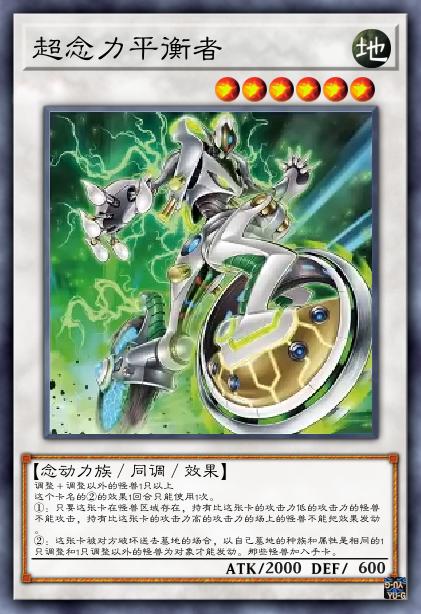 超念力平衡者
地
【念动力族／同调／效果】
调整＋调整以外的怪兽1只以上
这个卡名的②的效果1回合只能使用1次。
①：只要这张卡在怪兽区域存在，持有比这张卡的攻击力低的攻击力的怪兽
不能攻击，持有比这张卡的攻击力高的攻击力的场上的怪兽不能把效果发动
。
②：这张卡被对方破坏送去墓地的场合，以自己墓地的种族和属性是相同的1
只调整和1只调整以外的怪兽为对象才能发动。那些怪兽加入手卡。
ATK/2000 DEF/ 600